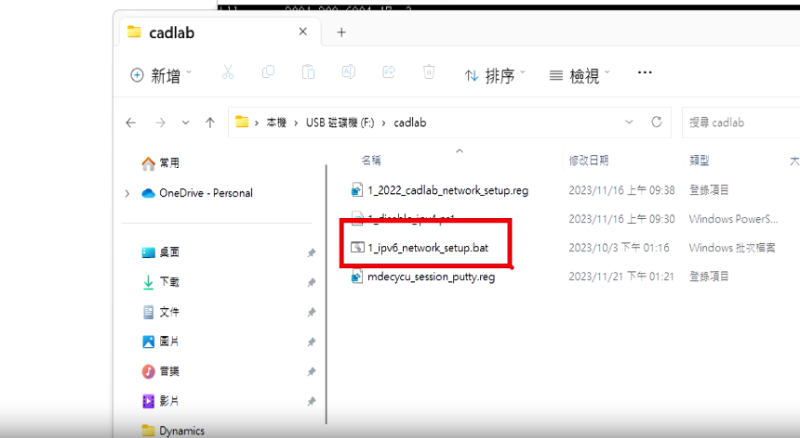 cadlab
新增
排序
檢視
本機 > USB 磁碟機 (F:) > cadlab
搜尋 cadlab
常用
OneDrive - Personal
桌面
下載
文件
圖片
音樂
影片
Dynamics
名稱 修改日期 類型 大
1_2022_cadlab_network_setup.reg 2023/11/16 上午 09:38 登錄項目
1_disable_ipv4.ps1 2023/11/16 上午 09:30 Windows PowerS...
1_ipv6_network_setup.bat 2023/10/3 下午 01:16 Windows 批次檔案
mdecycu_session_putty.reg 2023/11/21 下午 01:21 登錄項目